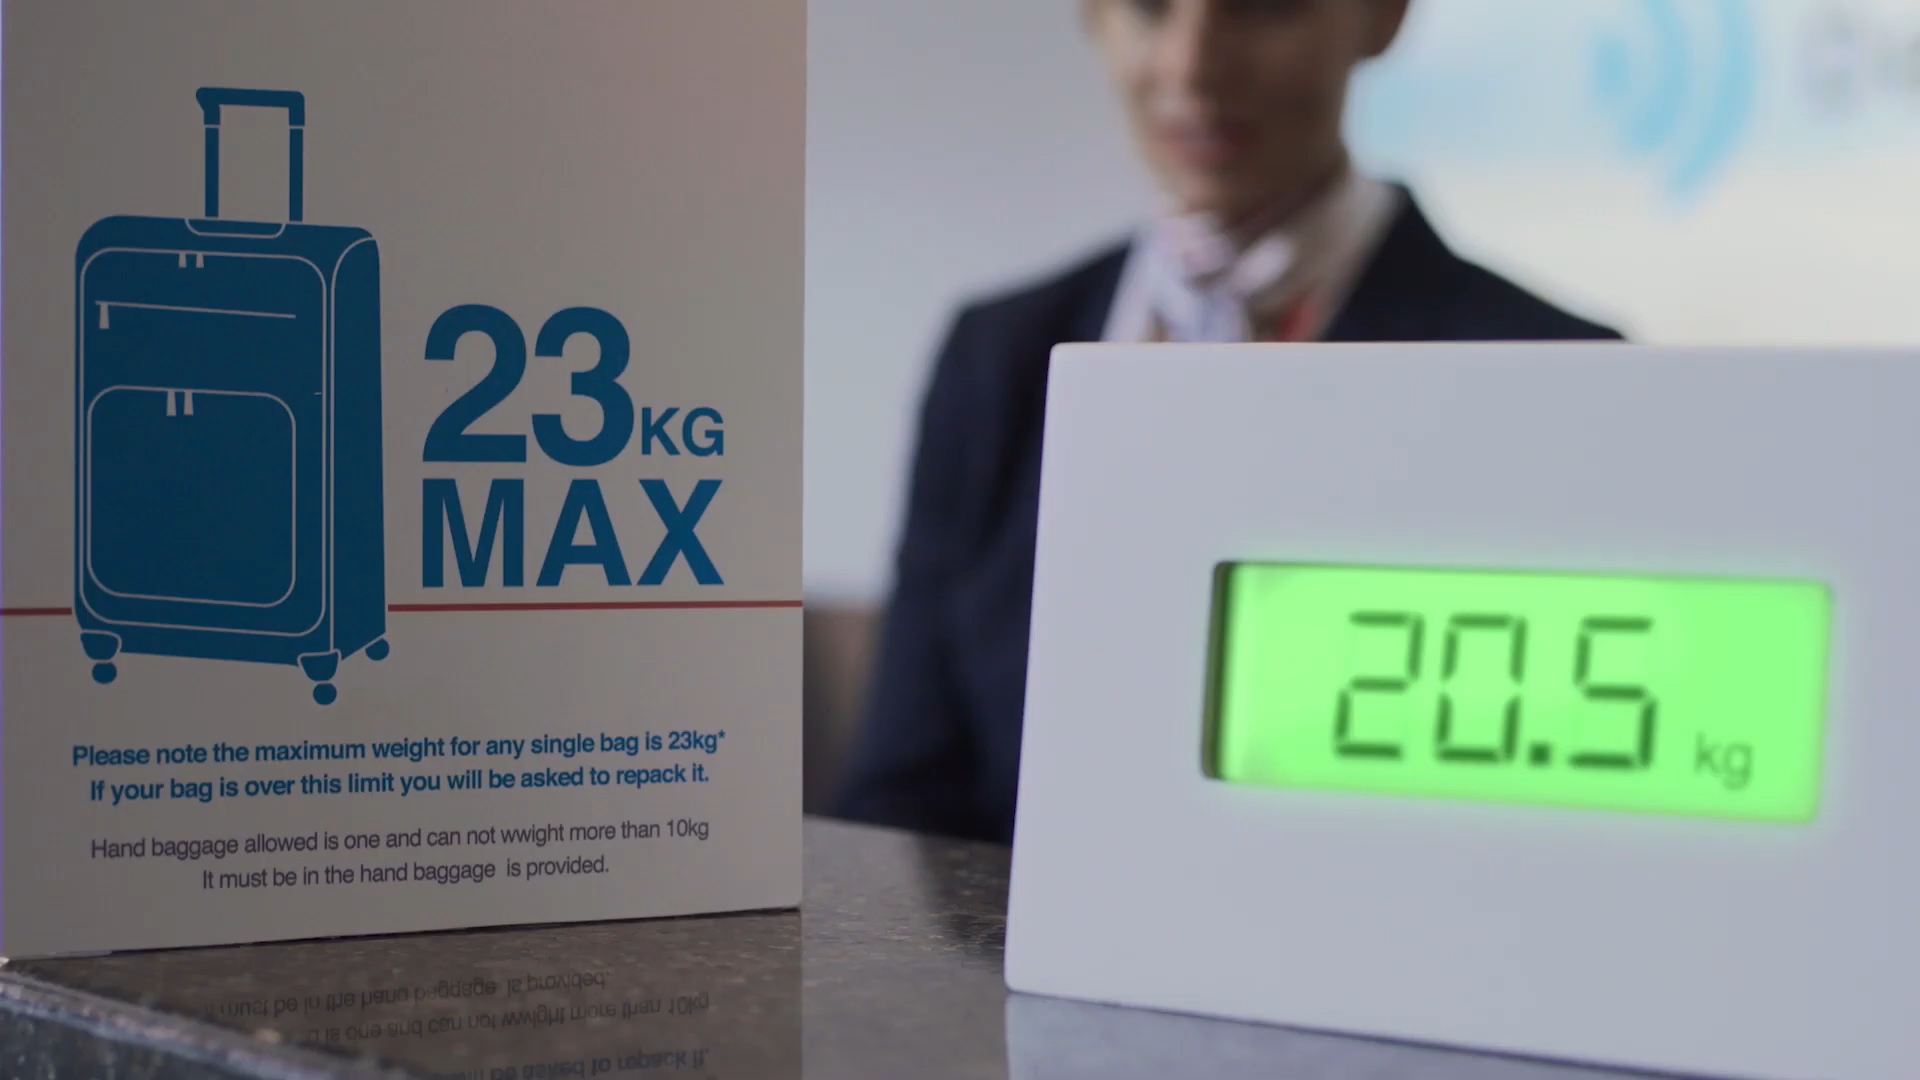 23KG
MAX
Please note the maximum weight for any single bag is 23kg*
If your bag is over this limit you will be asked to repack it.
Hand baggage allowed is one and can not wwight more than 10kg
It must be in the hand baggage is provided.
20.5 kg